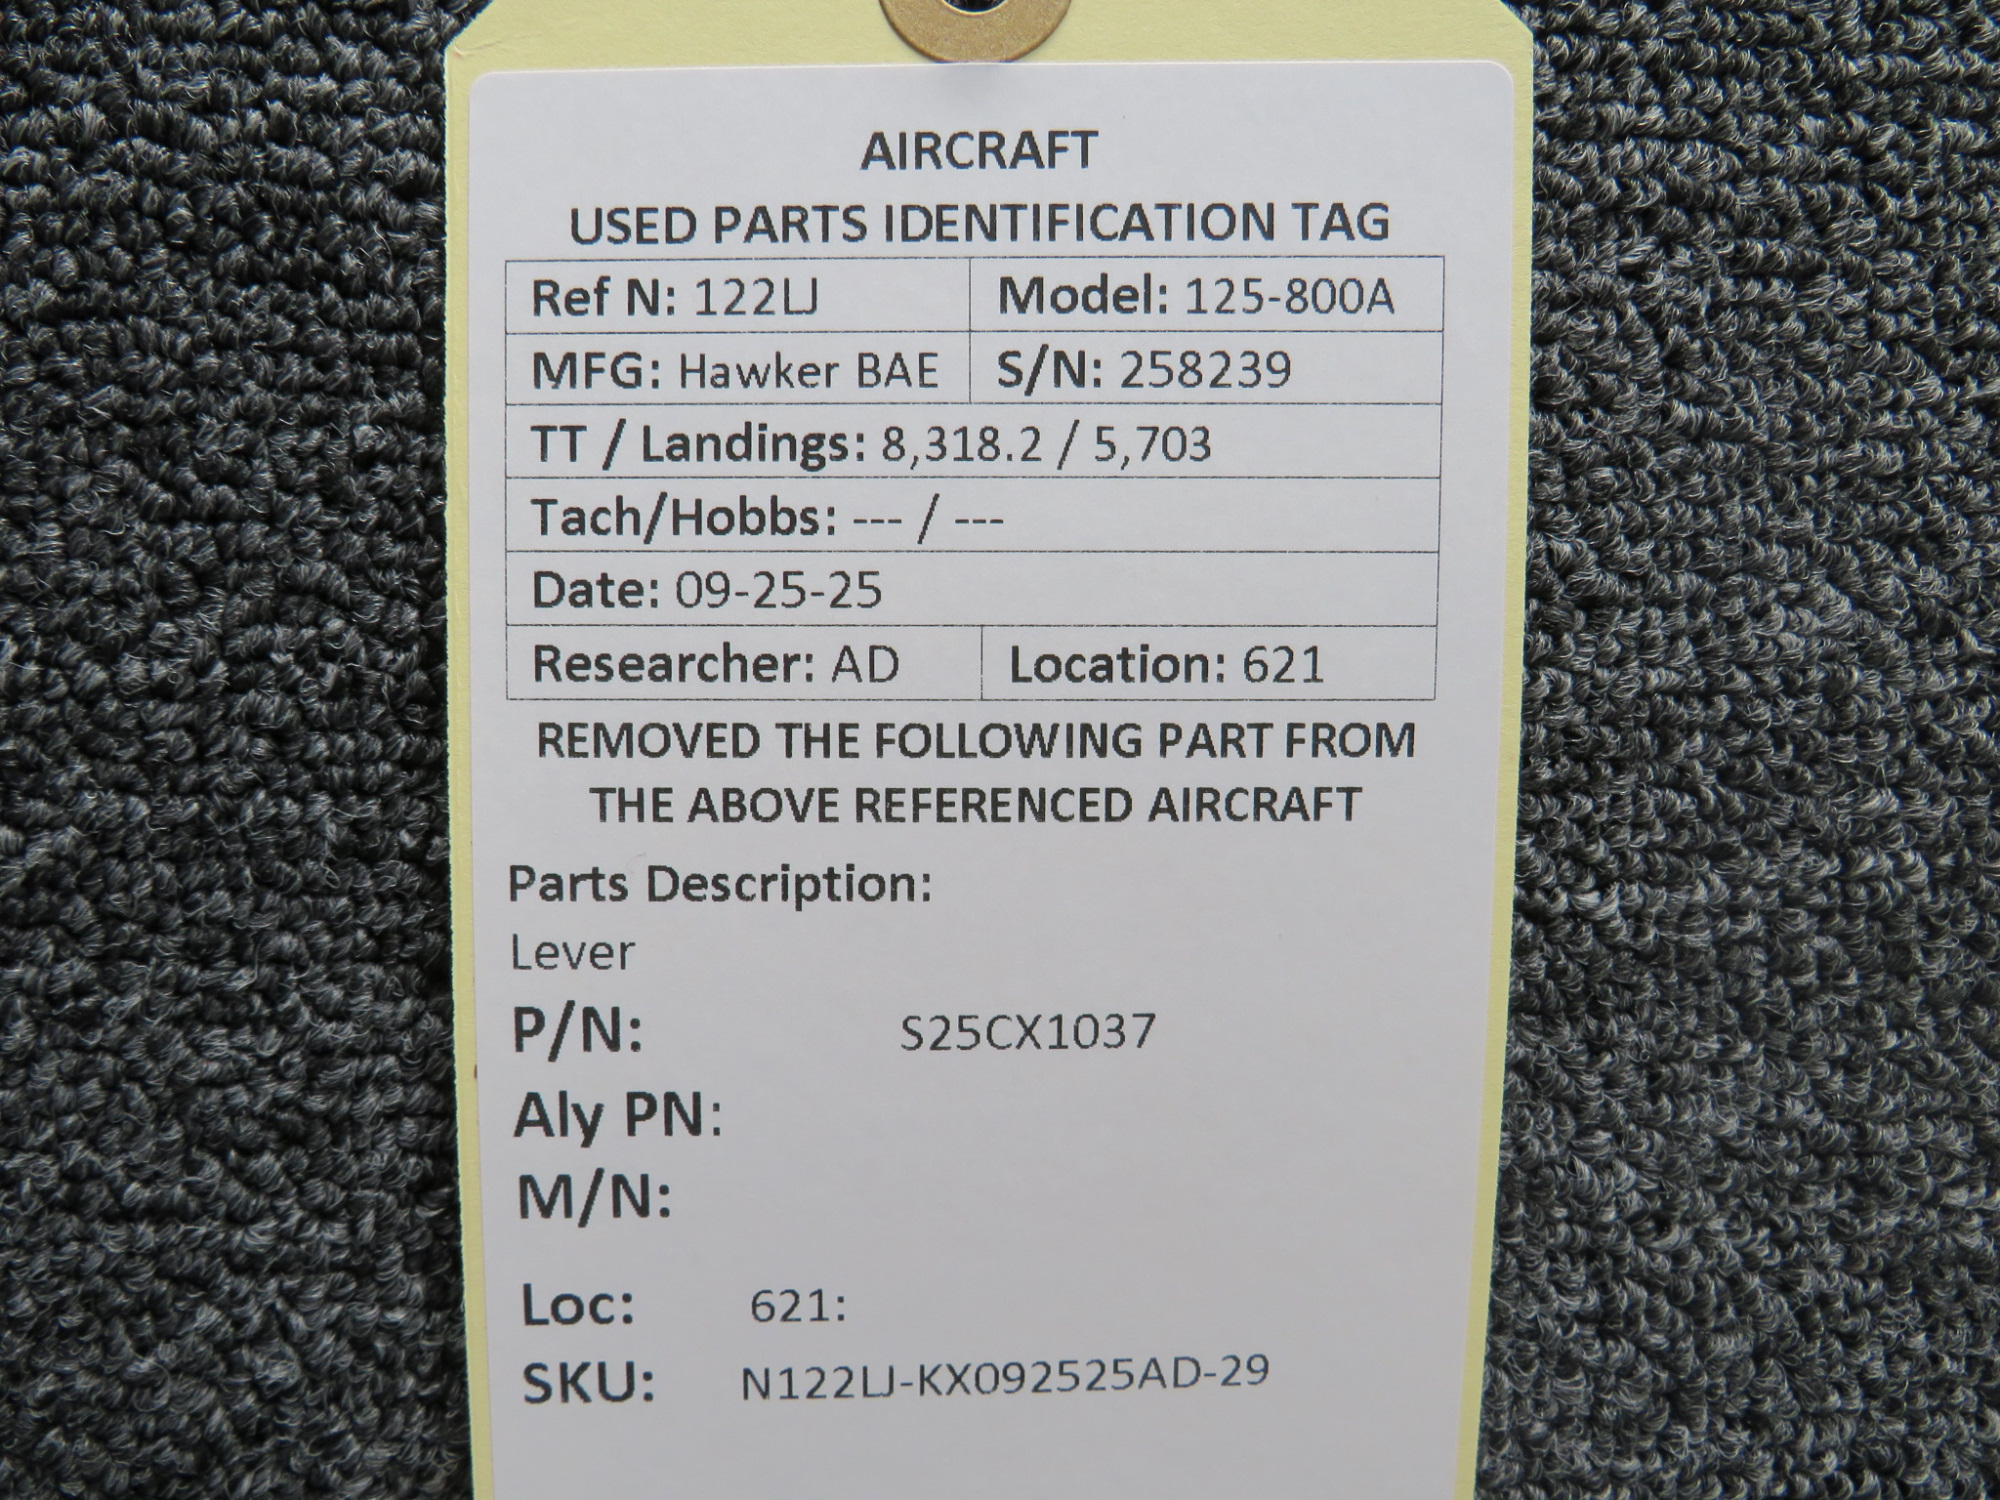 AIRCRAFT
USED PARTS IDENTIFICATION TAG
Ref N: 122LJ Model: 125-800A
MFG: Hawker BAE S/N: 258239
TT / Landings: 8,318.2 / 5,703
Tach/Hobbs: --- / ---
Date: 09-25-25
Researcher: AD Location: 621
REMOVED THE FOLLOWING PART FROM
THE ABOVE REFERENCED AIRCRAFT
Parts Description:
Lever
P/N: S25CX1037
Aly PN:
M/N:
Loc: 621:
SKU: N122LJ-KX092525AD-29